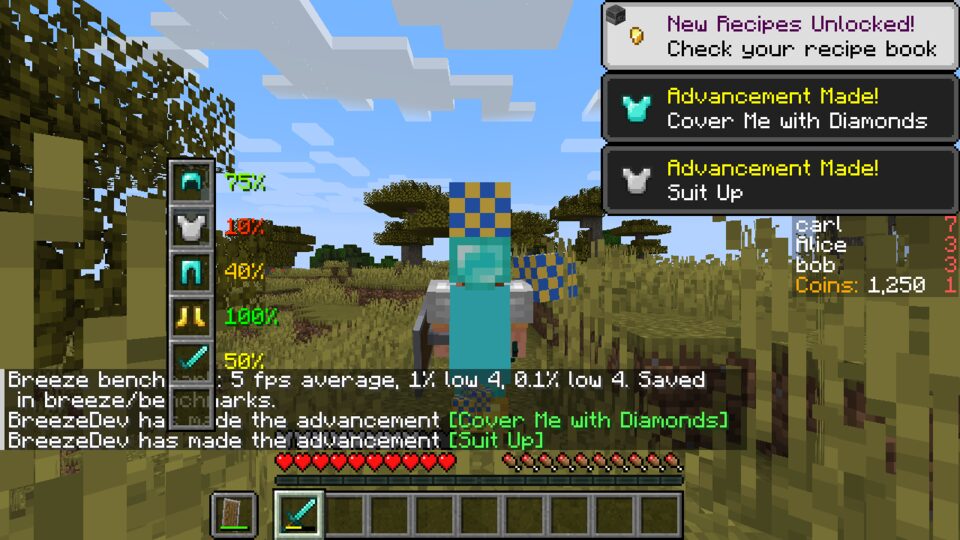 New Recipes Unlocked!
Check your recipe book
Advancement Made!
Cover Me with Diamonds
Advancement Made!
Suit Up
carl 7
Alice 3
bob 3
Coins: 1,250 1
75%
10%
40%
100%
50%
Breeze : 5 fps average, 1% low 4, 0.1% low 4. Saved
in breeze/benchmarks.
BreezeDev has made the advancement [Cover Me with Diamonds]
BreezeDev has made the advancement [Suit Up]